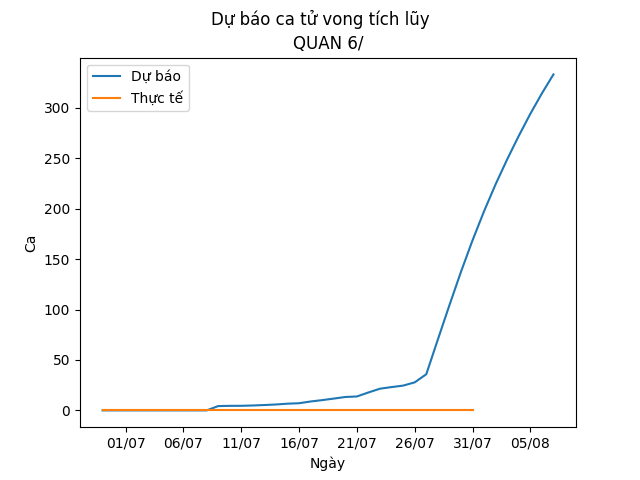 Dự báo ca tử vong tích lũy
QUAN 6/
Dự báo
Thực tế
Ca
300
250
200
150
100
50
0
01/07 06/07 11/07 16/07 21/07 26/07 31/07 05/08
Ngày